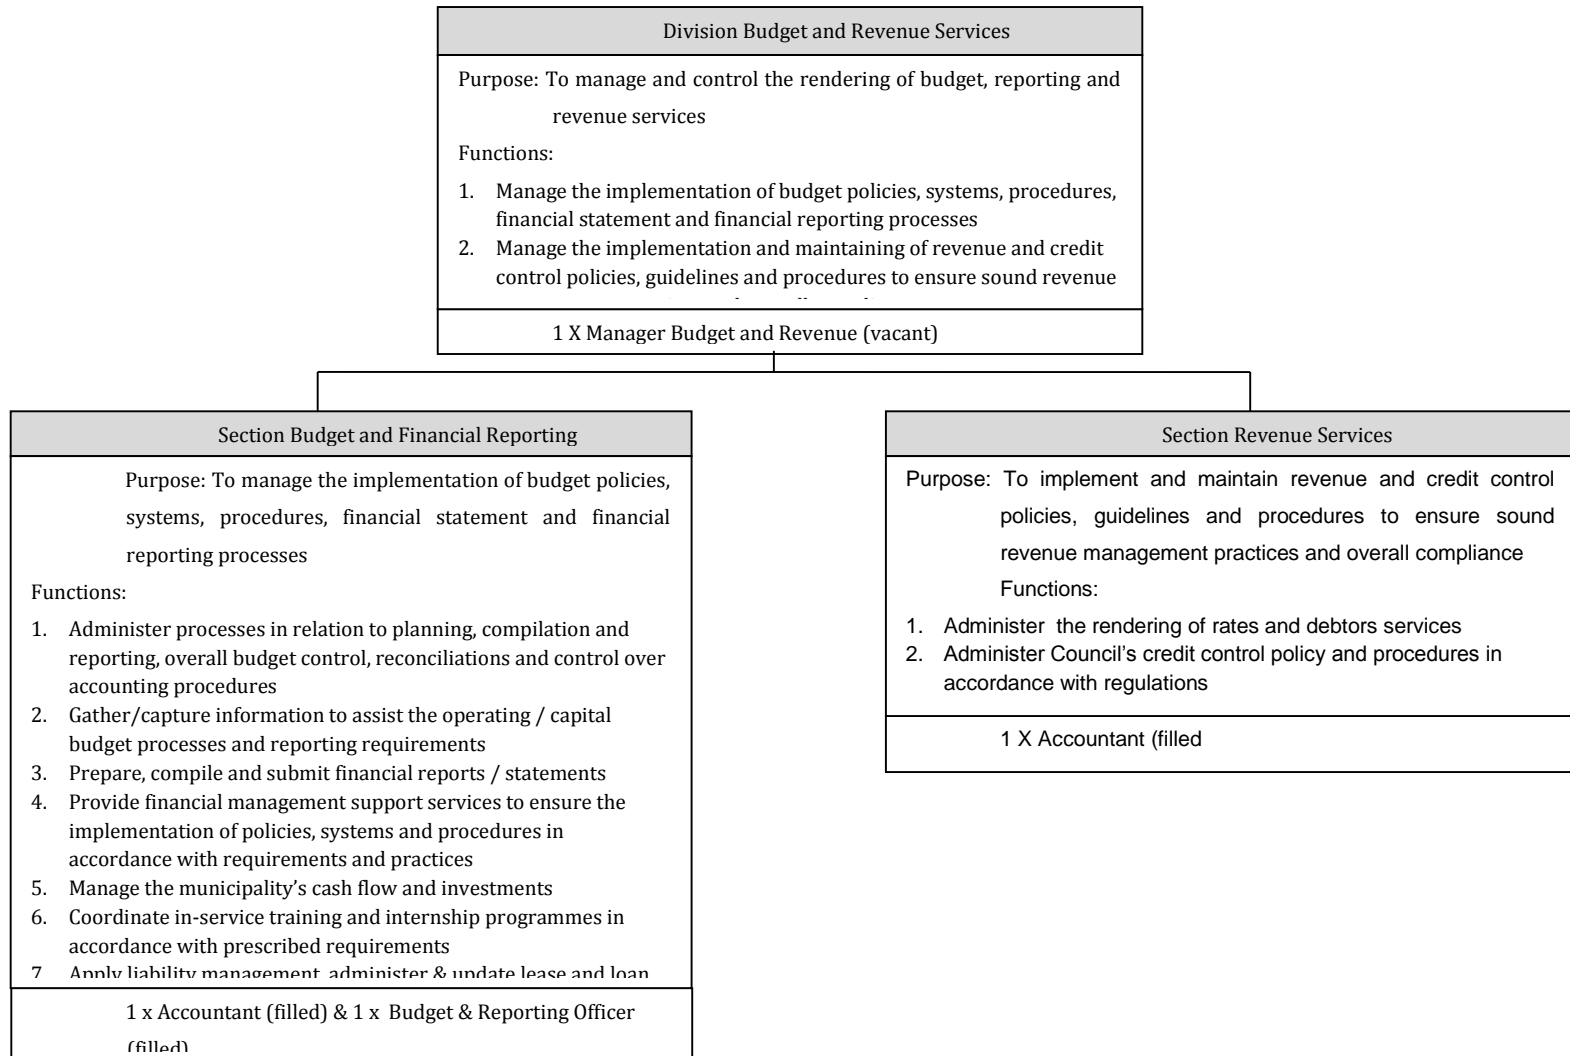 Division Budget and Revenue Services
Purpose: To manage and control the rendering of budget, reporting and
revenue services
Functions:
1. Manage the implementation of budget policies, systems, procedures,
financial statement and financial reporting processes
2. Manage the implementation and maintaining of revenue and credit
control policies, guidelines and procedures to ensure sound revenue
1 X Manager Budget and Revenue (vacant)
Section Budget and Financial Reporting
Purpose: To manage the implementation of budget policies,
systems, procedures, financial statement and financial
reporting processes
Functions:
1. Administer processes in relation to planning, compilation and
reporting, overall budget control, reconciliations and control over
accounting procedures
2. Gather/capture information to assist the operating / capital
budget processes and reporting requirements
3. Prepare, compile and submit financial reports / statements
4. Provide financial management support services to ensure the
implementation of policies, systems and procedures in
accordance with requirements and practices
5. Manage the municipality’s cash flow and investments
6. Coordinate in-service training and internship programmes in
accordance with prescribed requirements
7 Apply liability management, administer & update lease and loan
1 x Accountant (filled) & 1 x Budget & Reporting Officer
(filled)
Section Revenue Services
Purpose: To implement and maintain revenue and credit control
policies, guidelines and procedures to ensure sound
revenue management practices and overall compliance
Functions:
1. Administer the rendering of rates and debtors services
2. Administer Council’s credit control policy and procedures in
accordance with regulations
1 X Accountant (filled